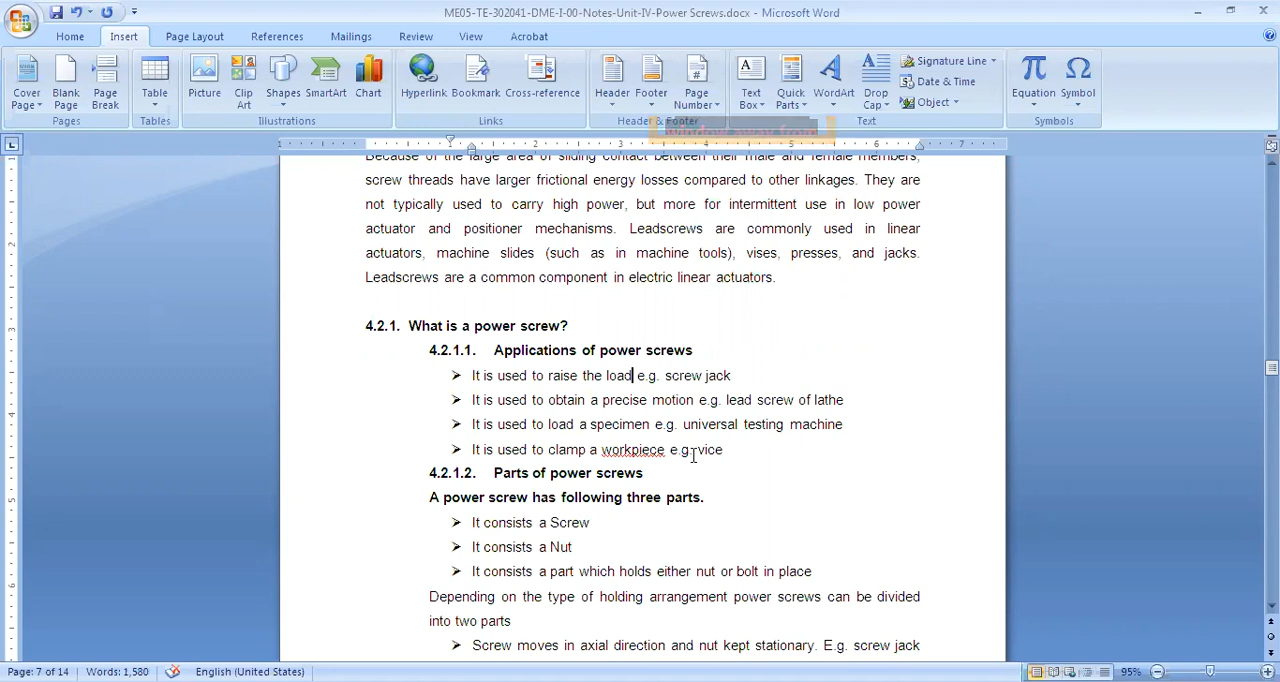 ME05-TE-302041-DME-I-00-Notes-Unit-IV-Power Screws.docx - Microsoft Word
Home Insert Page Layout References Mailings Review View Acrobat
Cover Page Blank Page Page Break Table Picture Clip Art Shapes SmartArt Chart Hyperlink Bookmark Cross-reference Header Footer Page Number Text Box Quick Parts WordArt Drop Cap Signature Line Date & Time Object Equation Symbol
Pages Tables Illustrations Links Header & Footer Text Symbols
window away from
1 1 2 3 4 5 6 7
Because of the large area of sliding contact between their male and female members,
screw threads have larger frictional energy losses compared to other linkages. They are
not typically used to carry high power, but more for intermittent use in low power
actuator and positioner mechanisms. Leadscrews are commonly used in linear
actuators, machine slides (such as in machine tools), vises, presses, and jacks.
Leadscrews are a common component in electric linear actuators.
4.2.1. What is a power screw?
4.2.1.1. Applications of power screws
➢ It is used to raise the load e.g. screw jack
➢ It is used to obtain a precise motion e.g. lead screw of lathe
➢ It is used to load a specimen e.g. universal testing machine
➢ It is used to clamp a workpiece e.g. vice
4.2.1.2. Parts of power screws
A power screw has following three parts.
➢ It consists a Screw
➢ It consists a Nut
➢ It consists a part which holds either nut or bolt in place
Depending on the type of holding arrangement power screws can be divided
into two parts
➢ Screw moves in axial direction and nut kept stationary. E.g. screw jack
Page: 7 of 14 Words: 1,580 English (United States) 95%